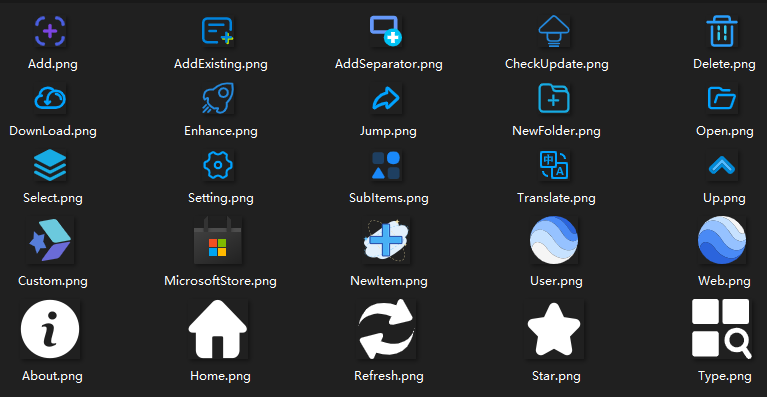 Add.png
AddExisting.png
AddSeparator.png
CheckUpdate.png
Delete.png
DownLoad.png
Enhance.png
Jump.png
NewFolder.png
Open.png
中
A
Select.png
Setting.png
SubItems.png
Translate.png
Up.png
Custom.png
MicrosoftStore.png
NewItem.png
User.png
Web.png
i
About.png
Home.png
Refresh.png
Star.png
Type.png